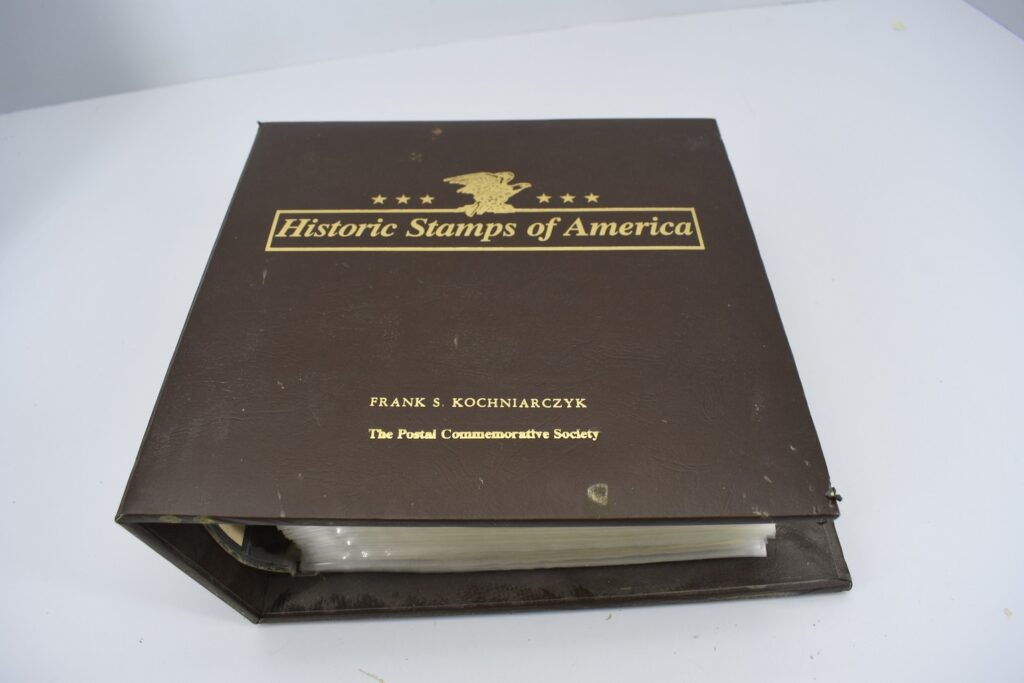 Historic Stamps of America
FRANK S. KOCHNIARCZYK
The Postal Commemorative Society